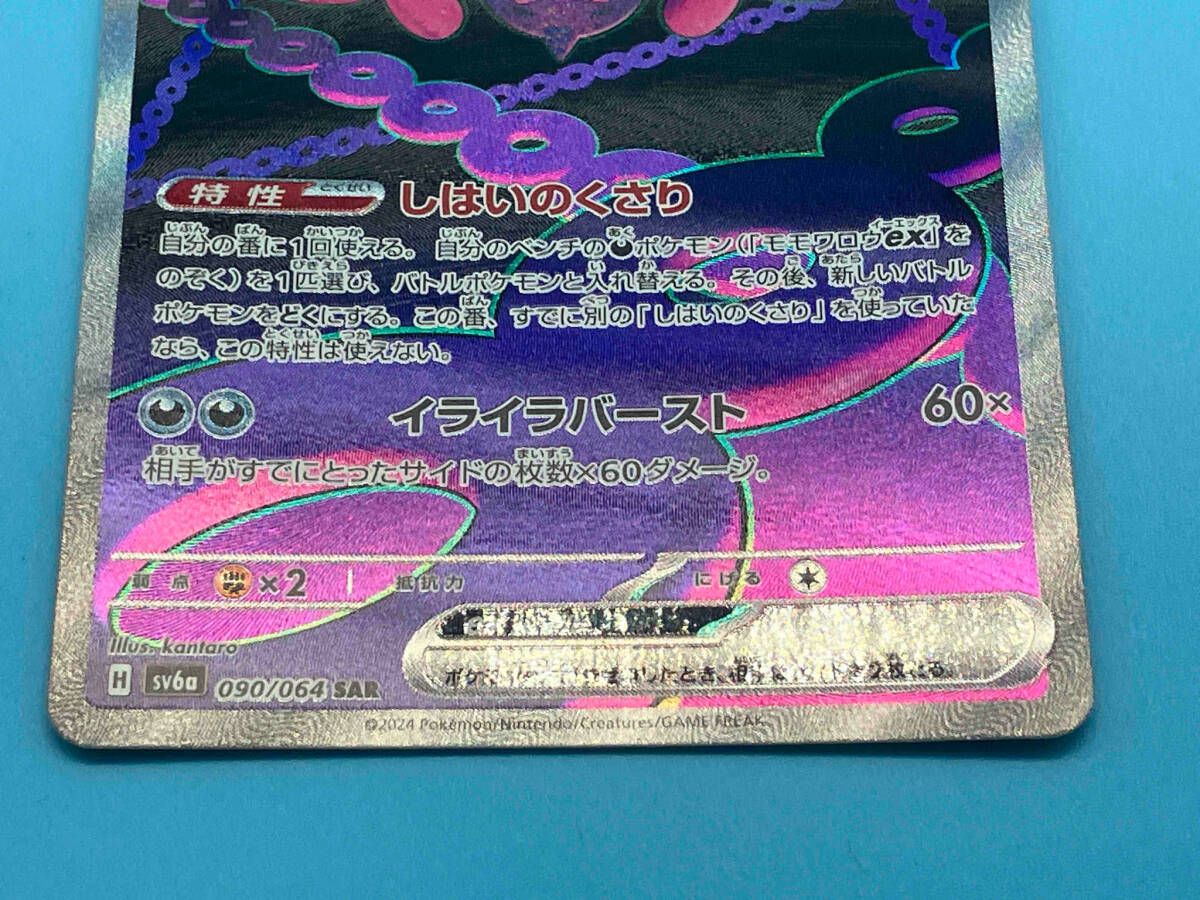 特性 とくせい しはいのくさり
自分の番に1回使える。自分のベンチのポケモン(「モモワロウex」を
のぞく)を1匹選び、バトルポケモンと入れ替える。その後、新しいバトル
ポケモンをどくにする。この番、すでに別の「しはいのくさり」を使っていた
なら、この特性は使えない。
イライラバースト 60×
相手がすでにとったサイドの枚数×60ダメージ。
弱点 ×2 抵抗力 にげる
Illus. kantaro
H sv6a 090/064 SAR
©2024 Pokémon/Nintendo/Creatures/GAME FREAK